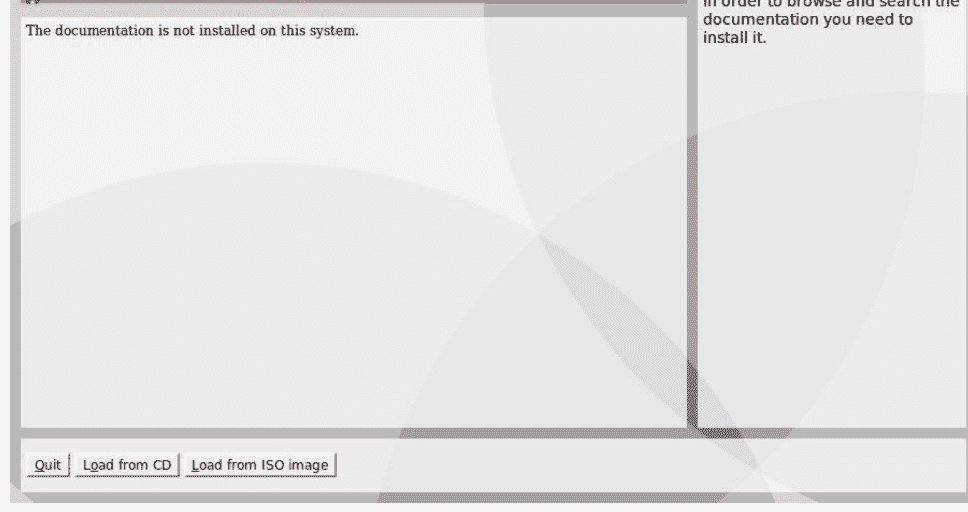 The documentation is not installed on this system.
in order to browse and search the
documentation you need to
install it.
Quit
Load from CD
Load from ISO image